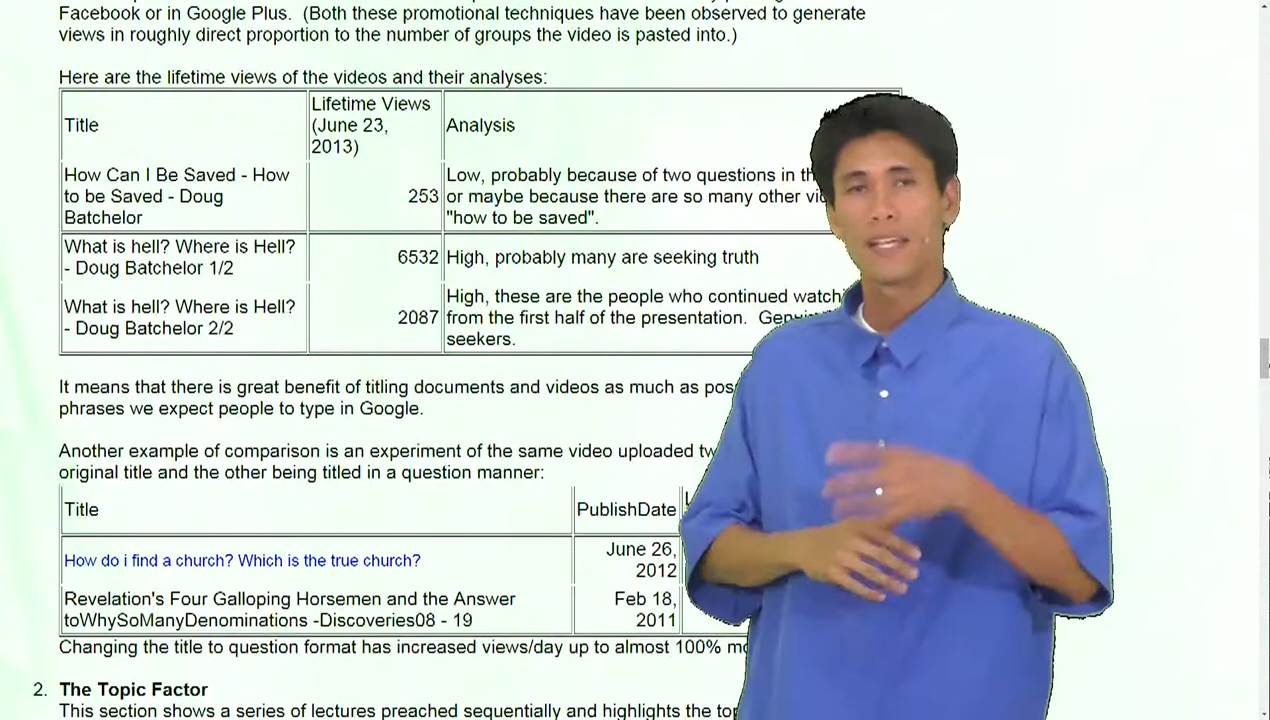 Facebook or in Google Plus. (Both these promotional techniques have been observed to generate
views in roughly direct proportion to the number of groups the video is pasted into.)
Here are the lifetime views of the videos and their analyses:
Title
Lifetime Views
(June 23,
2013)
Analysis
How Can I Be Saved - How
to be Saved - Doug
Batchelor
253
Low, probably because of two questions in
or maybe because there are so many other
"how to be saved".
What is hell? Where is Hell?
- Doug Batchelor 1/2
6532
High, probably many are seeking truth
What is hell? Where is Hell?
- Doug Batchelor 2/2
2087
High, these are the people who continued
from the first half of the presentation.
seekers.
It means that there is great benefit of titling documents and videos as much as
phrases we expect people to type in Google.
Another example of comparison is an experiment of the same video uploaded
original title and the other being titled in a question manner:
Title
PublishDate
How do i find a church? Which is the true church?
June 26,
2012
Revelation's Four Galloping Horsemen and the Answer
toWhySoManyDenominations -Discoveries08 - 19
Feb 18,
2011
Changing the title to question format has increased views/day up to almost 100%
2. The Topic Factor
This section shows a series of lectures preached sequentially and highlights the